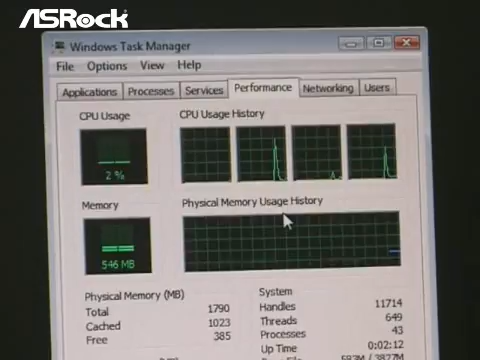 ASRock
Windows Task Manager
File Options View Help
Applications Processes Services Performance Networking Users
CPU Usage CPU Usage History
2 %
Memory Physical Memory Usage History
546 MB
Physical Memory (MB) System
Total 1790 Handles 11714
Cached 1023 Threads 649
Free 385 Processes 43
Up Time 0:02:12
583M / 3827M